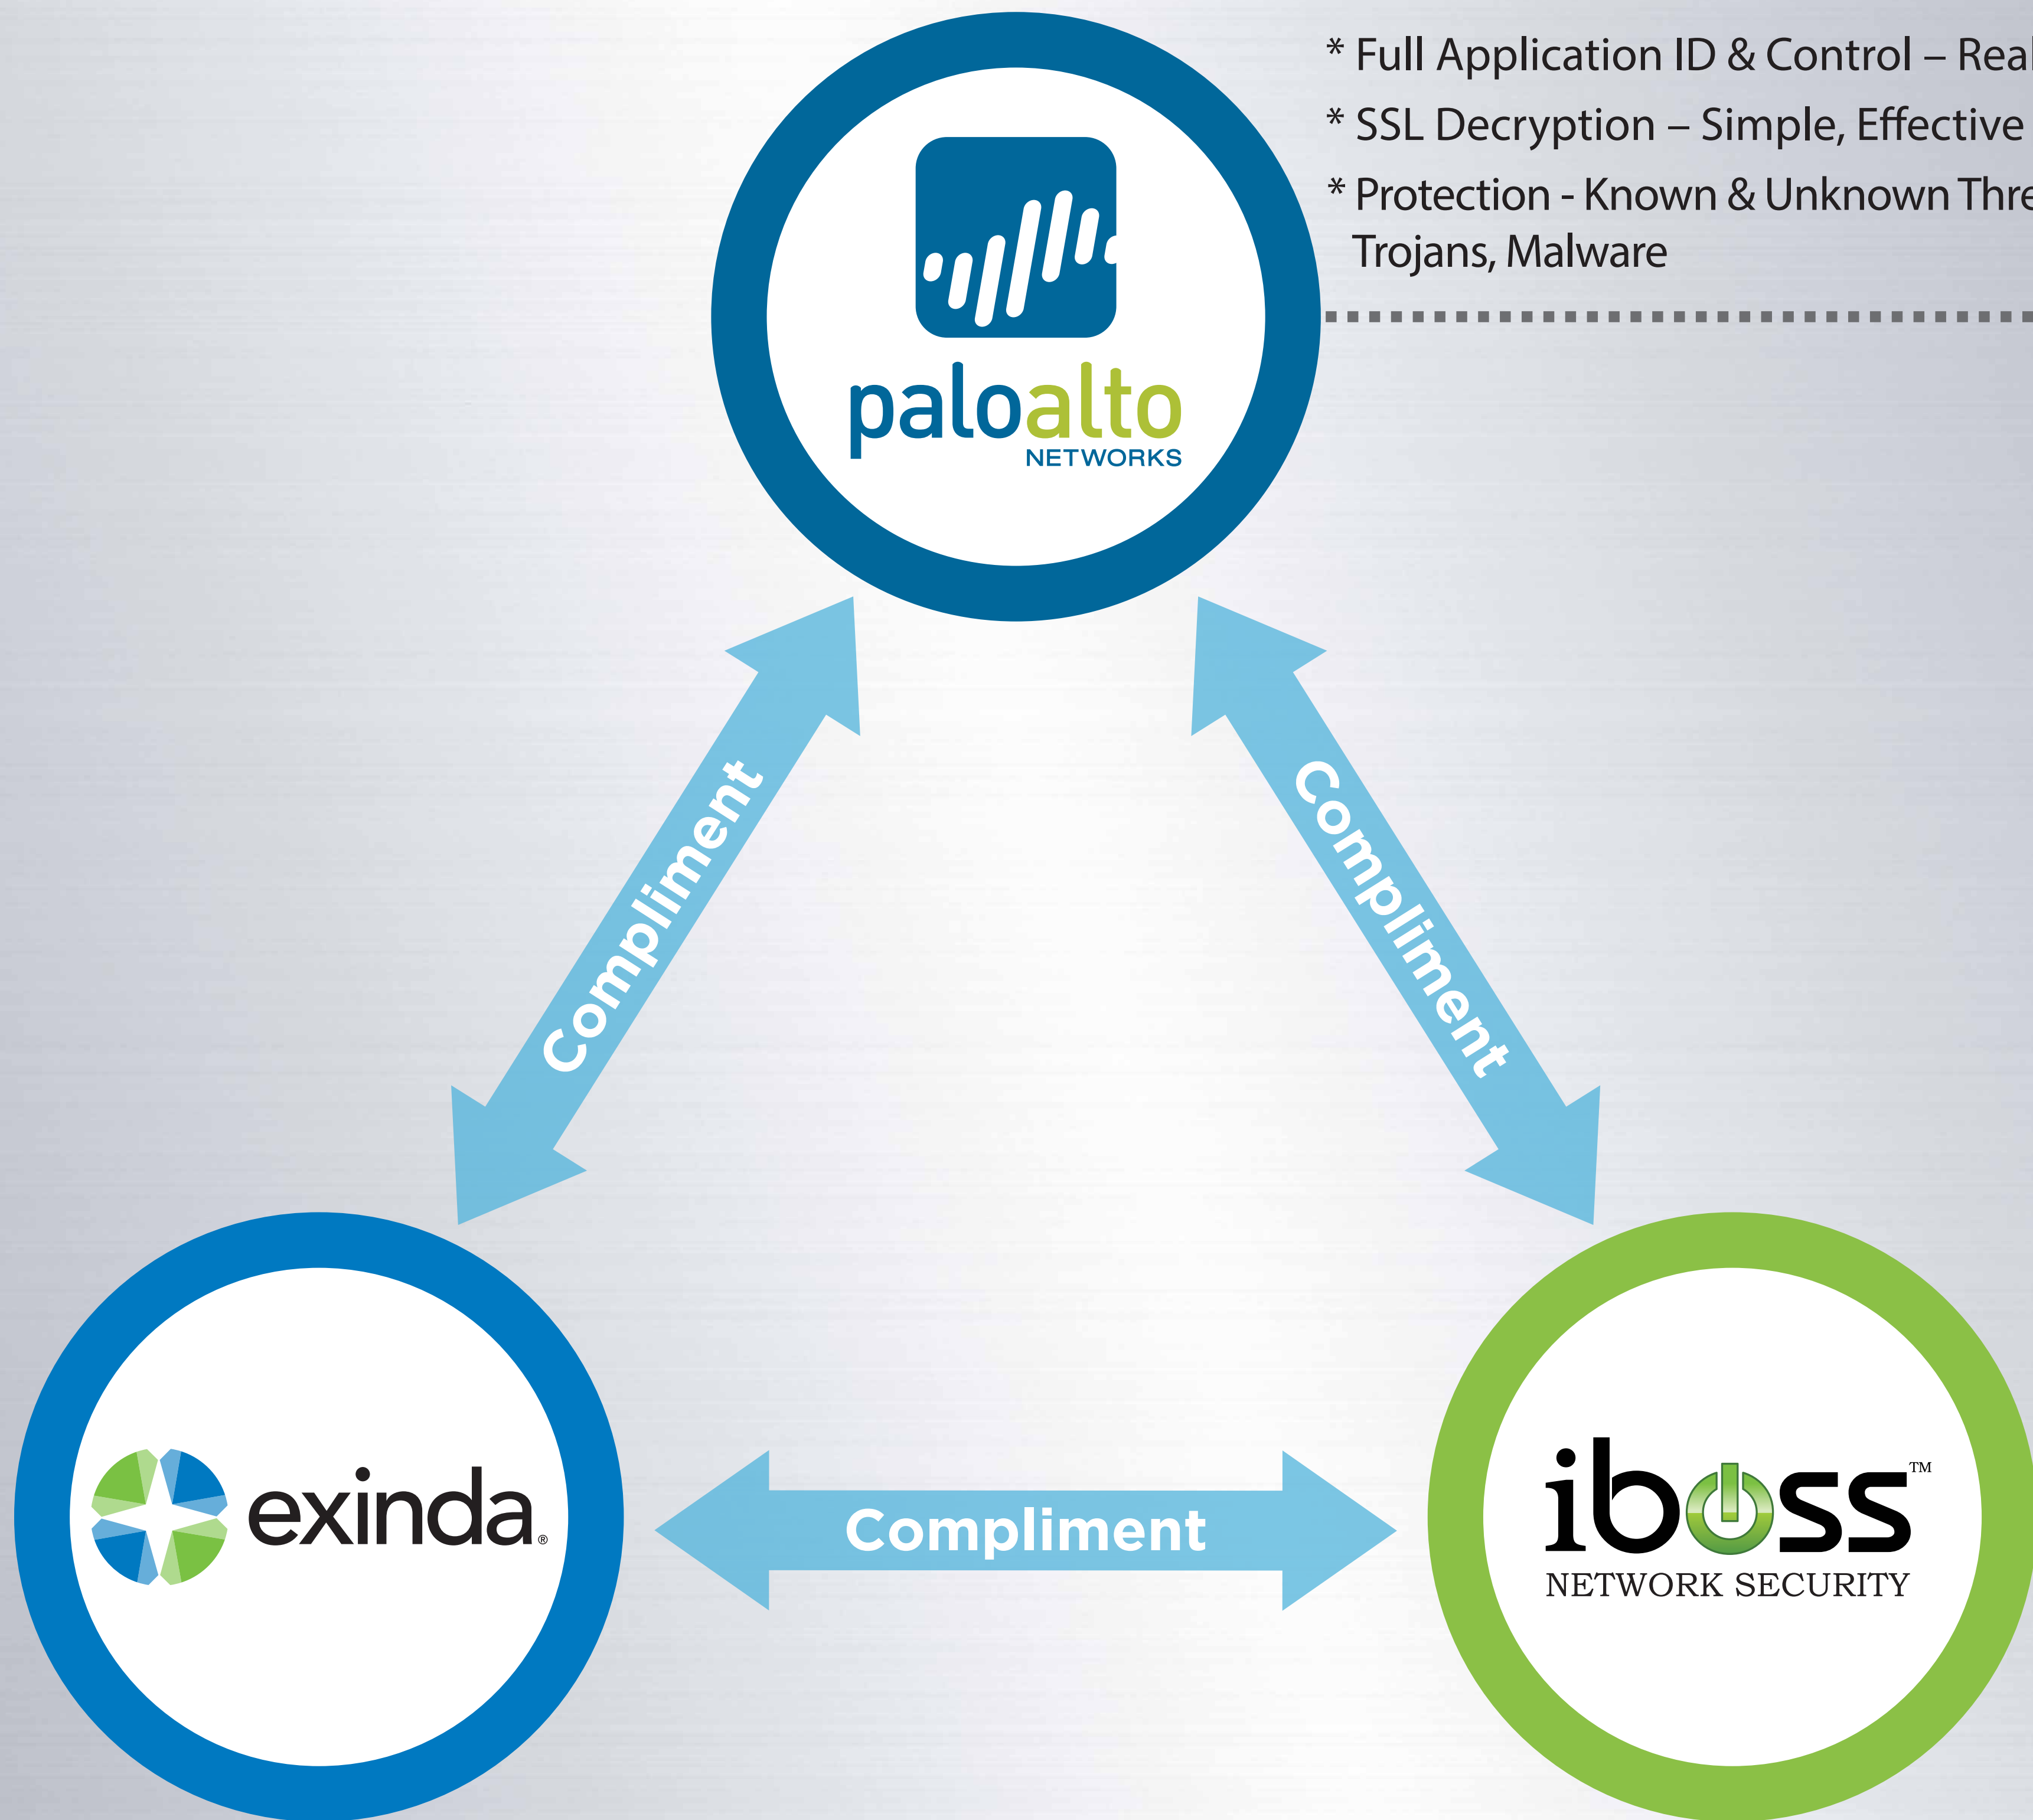 * Full Application ID & Control – Real
* SSL Decryption – Simple, Effective
* Protection - Known & Unknown Thre
Trojans, Malware
paloalto
NETWORKS
Compliment
Compliment
exinda®
Compliment
iboss™
NETWORK SECURITY